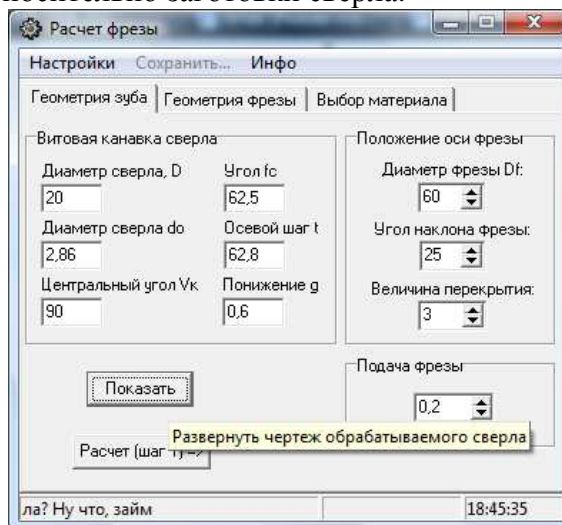 Расчет фрезы
Настройки Сохранить... Инфо
Геометрия зуба Геометрия фрезы Выбор материала
Витовая канавка сверла
Диаметр сверла, D Угол fc
20 62,5
Диаметр сверла do Осевой шаг t
2,86 62,8
Центральный угол Vк Понижение g
90 0,6
Положение оси фрезы
Диаметр фрезы Df:
60
Угол наклона фрезы:
25
Величина перекрытия:
3
Подача фрезы
0,2
Показать
Развернуть чертеж обрабатываемого сверла
Расчет (шаг
ла? Ну что, займ
18:45:35